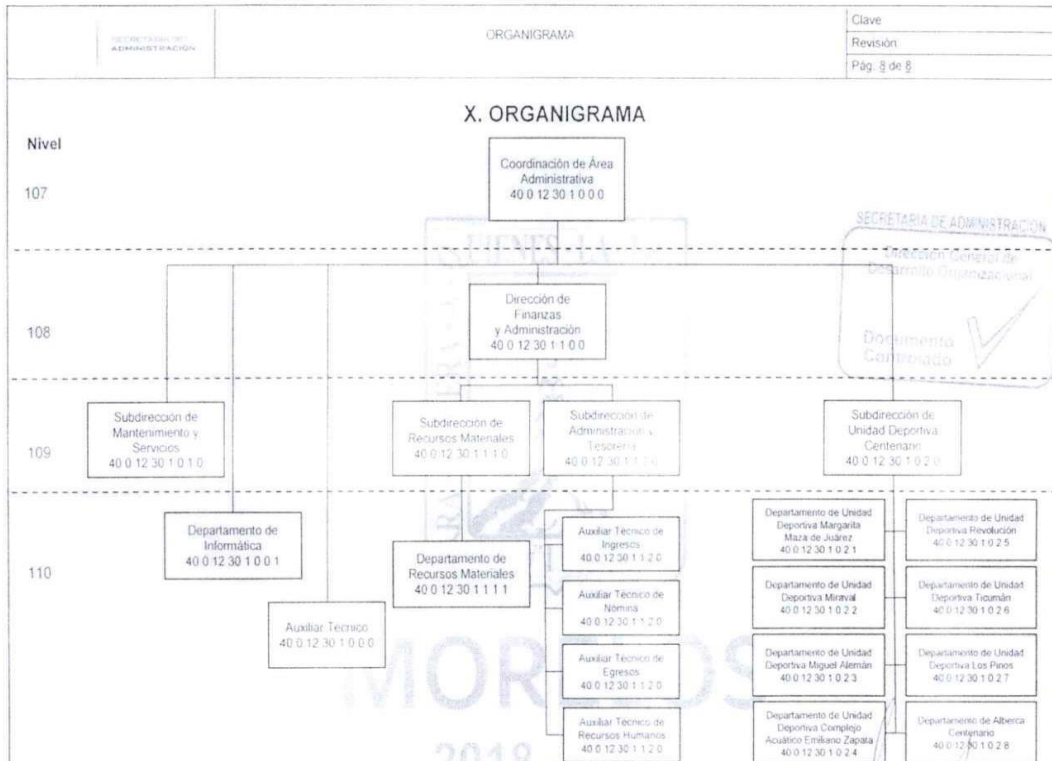 SECRETARÍA DE
ADMINISTRACIÓN
ORGANIGRAMA
Clave
Revisión
Pág. 8 de 8
X. ORGANIGRAMA
Nivel
107
Coordinación de Área
Administrativa
40 0 12 30 1 0 0 0
SECRETARIA DE ADMINISTRACIÓN
Dirección General de
Desarrollo Organizacional
Documento
Controlado
QUIENES LA
108
Dirección de
Finanzas
y Administración
40 0 12 30 1 1 0 0
109
Subdirección de
Mantenimiento y
Servicios
40 0 12 30 1 0 1 0
Subdirección de
Recursos Materiales
40 0 12 30 1 1 1 0
Subdirección de
Administración y
Tesorería
40 0 12 30 1 1 2 0
Subdirección de
Unidad Deportiva
Centenario
40 0 12 30 1 0 2 0
110
Departamento de
Informática
40 0 12 30 1 0 0 1
Auxiliar Técnico
40 0 12 30 1 0 0 0
Departamento de
Recursos Materiales
40 0 12 30 1 1 1 1
Auxiliar Técnico de
Ingresos
40 0 12 30 1 1 2 0
Auxiliar Técnico de
Nómina
40 0 12 30 1 1 2 0
Auxiliar Técnico de
Egresos
40 0 12 30 1 1 2 0
Auxiliar Técnico de
Recursos Humanos
40 0 12 30 1 1 2 0
Departamento de Unidad
Deportiva Margarita
Maza de Juárez
40 0 12 30 1 0 2 1
Departamento de Unidad
Deportiva Miraval
40 0 12 30 1 0 2 2
Departamento de Unidad
Deportiva Miguel Alemán
40 0 12 30 1 0 2 3
Departamento de Unidad
Deportiva Complejo
Acuático Emiliano Zapata
40 0 12 30 1 0 2 4
Departamento de Unidad
Deportiva Revolución
40 0 12 30 1 0 2 5
Departamento de Unidad
Deportiva Ticumán
40 0 12 30 1 0 2 6
Departamento de Unidad
Deportiva Los Pinos
40 0 12 30 1 0 2 7
Departamento de Alberca
Centenario
40 0 12 30 1 0 2 8
MORELOS
2018